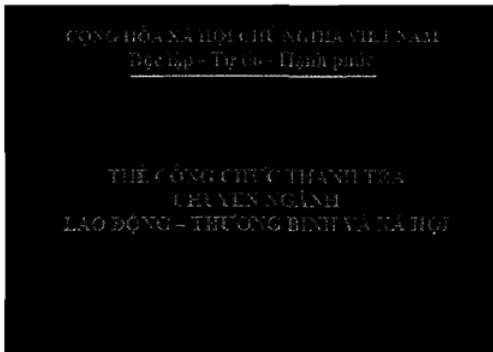 CỘNG HÒA XÃ HỘI CHỦ NGHĨA VIỆT NAM
Độc lập - Tự do - Hạnh phúc
THẺ CÔNG CHỨC THANH TRA
CHUYÊN NGÀNH
LAO ĐỘNG – THƯƠNG BINH VÀ XÃ HỘI